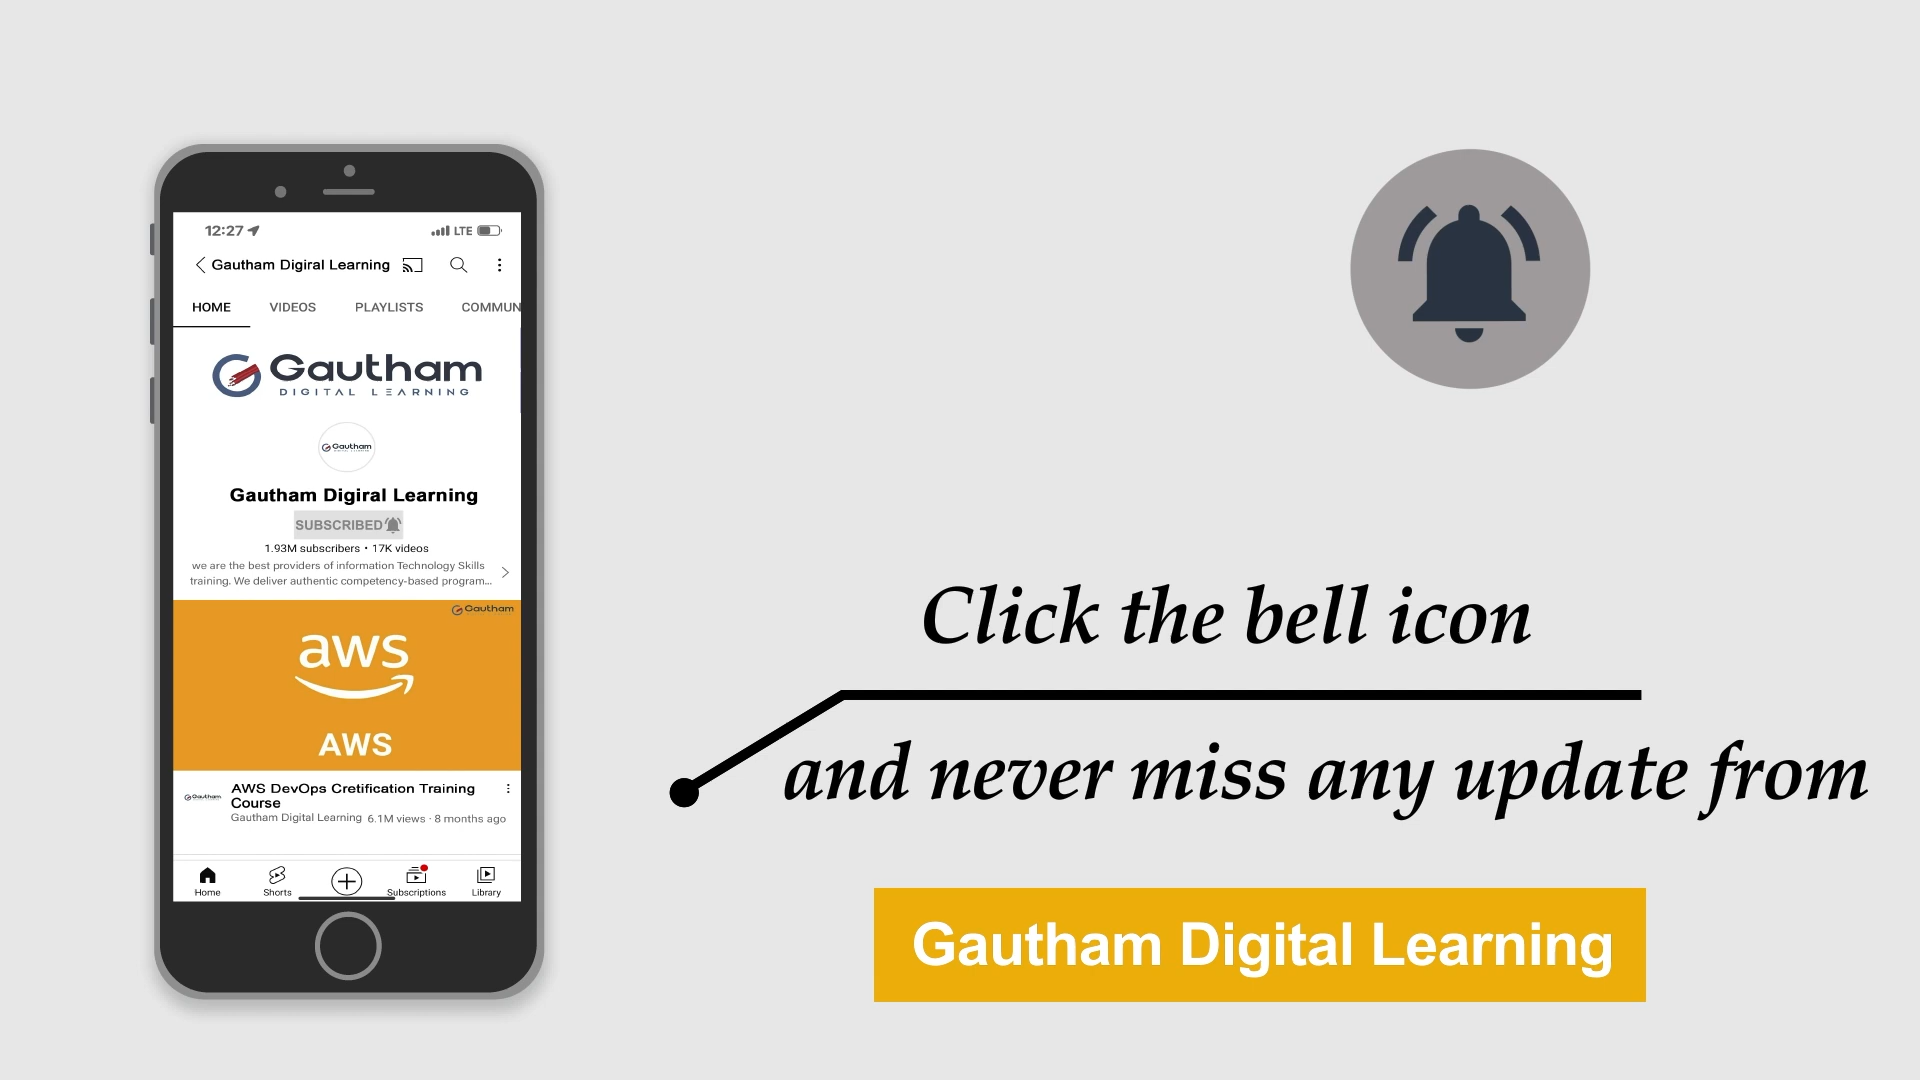 12:27
LTE
Gautham Digiral Learning
HOME VIDEOS PLAYLISTS COMMUN
Gautham
DIGITAL LEARNING
Gautham
Gautham Digiral Learning
SUBSCRIBED
1.93M subscribers • 17K videos
we are the best providers of information Technology Skills
training. We deliver authentic competency-based program...
Gautham
aws
AWS
Gautham
AWS DevOps Cretification Training
Course
Gautham Digital Learning 6.1M views · 8 months ago
Home Shorts Subscriptions Library
Click the bell icon
and never miss any update from
Gautham Digital Learning